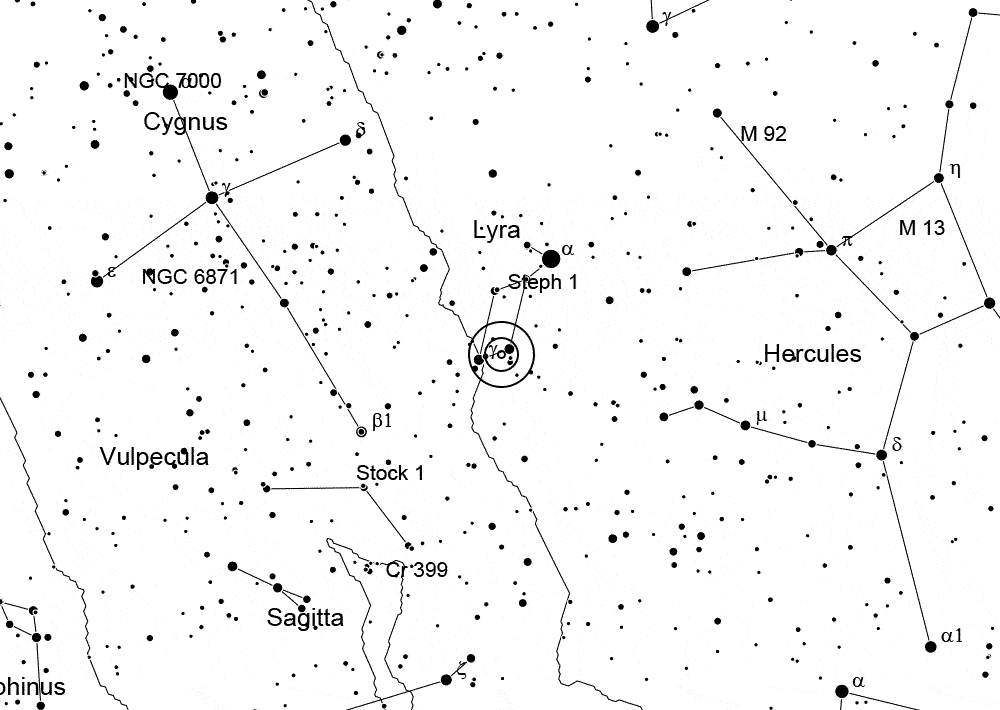 γ
NGC 7000
Cygnus
δ
M 92
η
γ
Lyra
α
π
M 13
ε
NGC 6871
Steph 1
γ
Hercules
β1
μ
Vulpecula
Stock 1
δ
Cr 399
Sagitta
α1
phinus
ζ
α